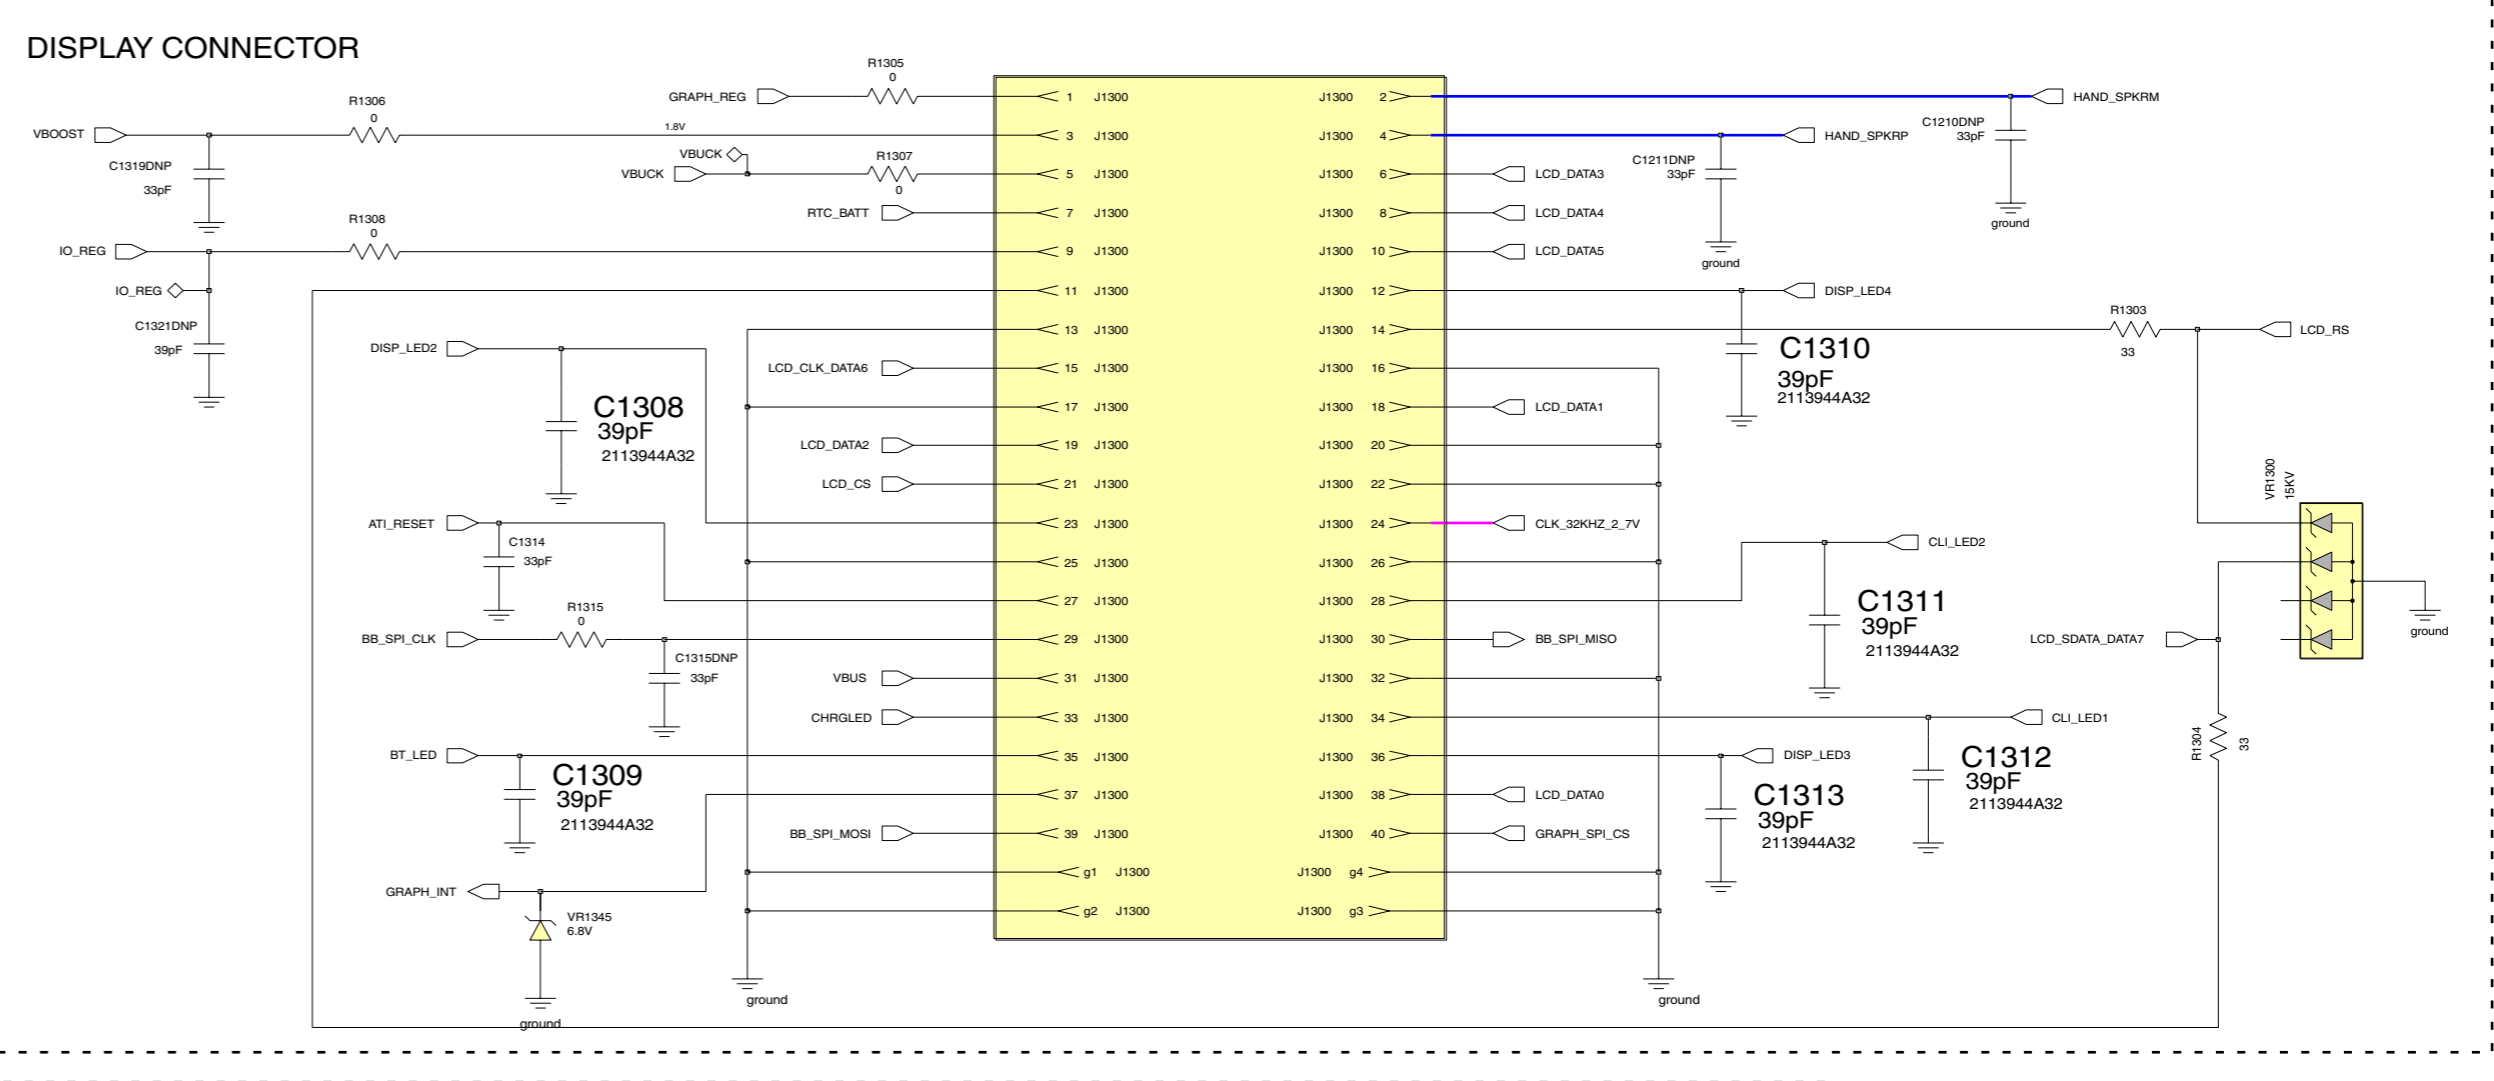 DISPLAY CONNECTOR
R1305
0
GRAPH_REG
1 J1300
J1300 2
HAND_SPKRM
R1306
0
VBOOST
1.8V
3 J1300
J1300 4
HAND_SPKRP
C1210DNP
33pF
ground
C1319DNP
33pF
VBUCK
VBUCK
R1307
0
5 J1300
J1300 6
LCD_DATA3
C1211DNP
33pF
ground
RTC_BATT
7 J1300
J1300 8
LCD_DATA4
R1308
0
IO_REG
9 J1300
J1300 10
LCD_DATA5
IO_REG
11 J1300
J1300 12
DISP_LED4
C1321DNP
39pF
13 J1300
J1300 14
R1303
33
LCD_RS
C1310
39pF
2113944A32
DISP_LED2
LCD_CLK_DATA6
15 J1300
J1300 16
C1308
39pF
2113944A32
17 J1300
J1300 18
LCD_DATA1
LCD_DATA2
19 J1300
J1300 20
LCD_CS
21 J1300
J1300 22
VR1300
15KV
ground
ATI_RESET
23 J1300
J1300 24
CLK_32KHZ_2_7V
C1314
33pF
25 J1300
J1300 26
CLI_LED2
27 J1300
J1300 28
C1311
39pF
2113944A32
R1315
0
BB_SPI_CLK
29 J1300
J1300 30
BB_SPI_MISO
LCD_SDATA_DATA7
C1315DNP
33pF
VBUS
31 J1300
J1300 32
CHRGLED
33 J1300
J1300 34
CLI_LED1
R1304
33
BT_LED
35 J1300
J1300 36
DISP_LED3
C1312
39pF
2113944A32
C1309
39pF
2113944A32
37 J1300
J1300 38
LCD_DATA0
C1313
39pF
2113944A32
BB_SPI_MOSI
39 J1300
J1300 40
GRAPH_SPI_CS
g1 J1300
J1300 g4
GRAPH_INT
g2 J1300
J1300 g3
VR1345
6.8V
ground
ground
ground